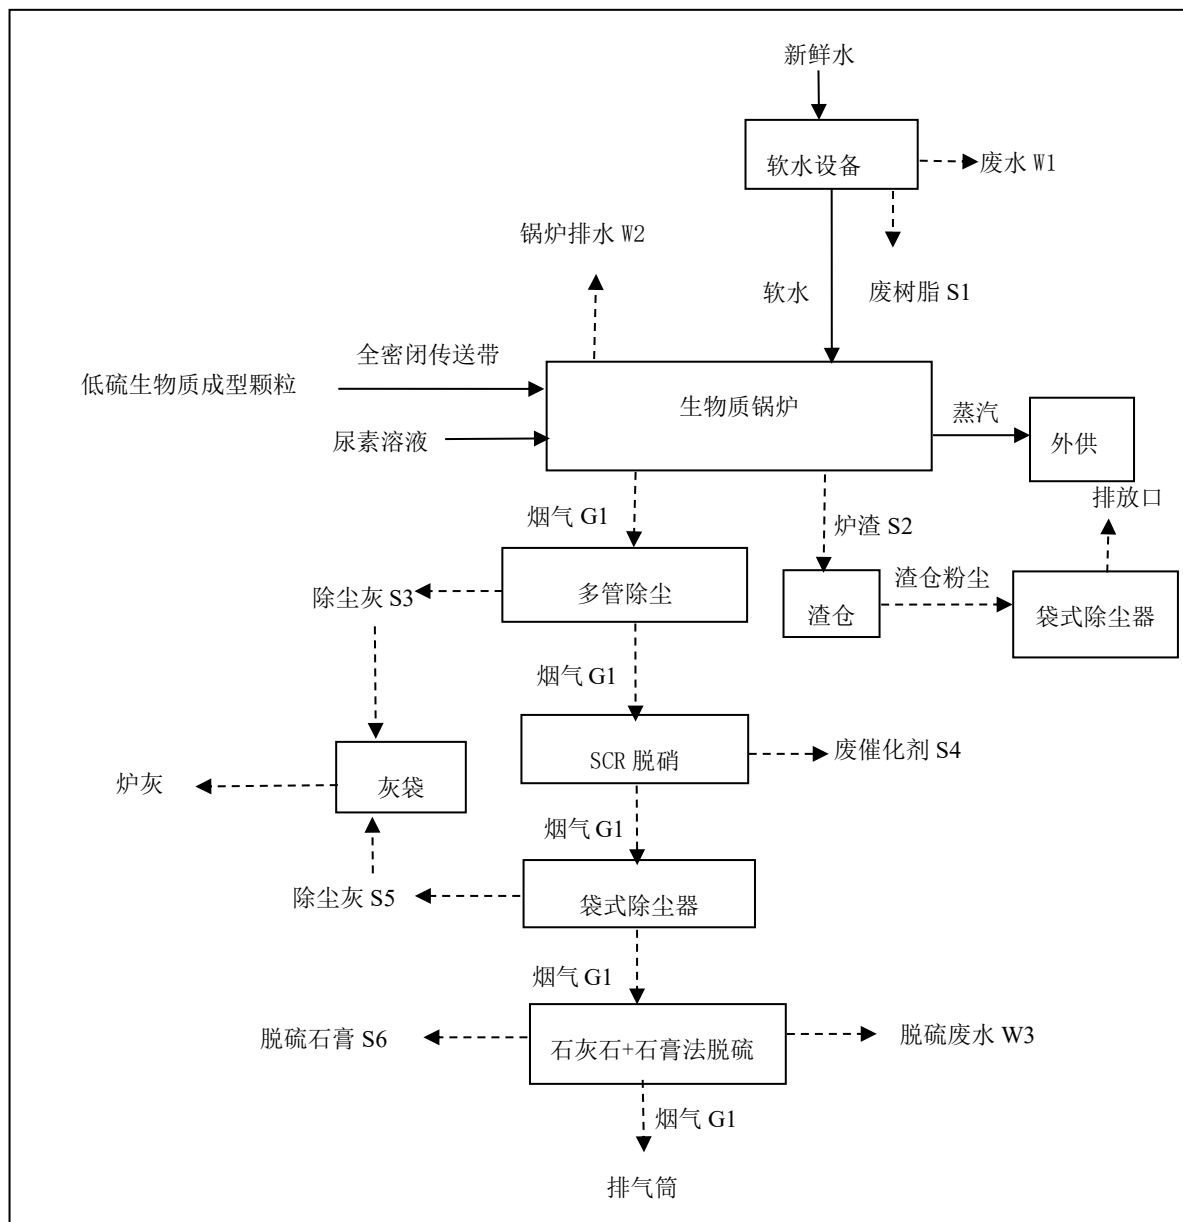 新鲜水
软水设备
废水 W1
锅炉排水 W2
软水
废树脂 S1
全密闭传送带
低硫生物质成型颗粒
生物质锅炉
蒸汽
尿素溶液
外供
排放口
烟气 G1
炉渣 S2
渣仓粉尘
除尘灰 S3
多管除尘
渣仓
袋式除尘器
烟气 G1
SCR 脱硝
废催化剂 S4
炉灰
灰袋
烟气 G1
除尘灰 S5
袋式除尘器
烟气 G1
脱硫石膏 S6
石灰石+石膏法脱硫
脱硫废水 W3
烟气 G1
排气筒